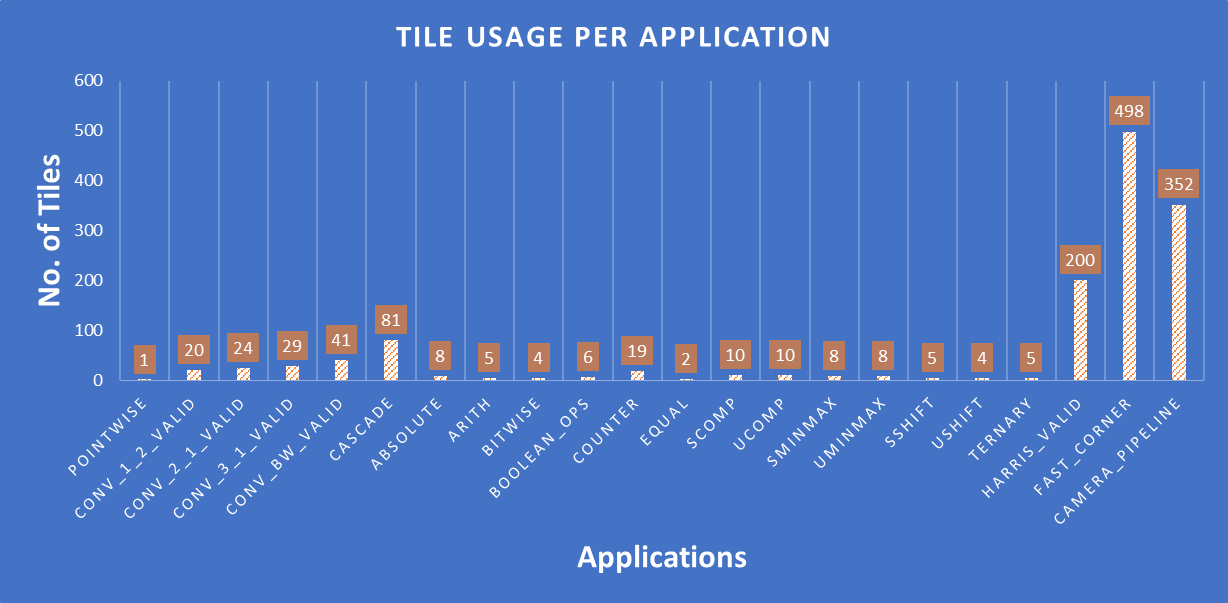 TILE USAGE PER APPLICATION
No. of Tiles
600
500
400
300
200
100
0
1
20
24
29
41
81
8
5
4
6
19
2
10
10
8
8
5
4
5
200
498
352
POINTWISE
CONV_1_2_VALID
CONV_2_1_VALID
CONV_3_1_VALID
CONV_BW_VALID
CASCADE
ABSOLUTE
ARITH
BITWISE
BOOLEAN_OPS
COUNTER
EQUAL
SCOMP
UCOMP
SMINMAX
UMINMAX
SSHIFT
USHIFT
TERNARY
HARRIS_VALID
FAST_CORNER
CAMERA_PIPELINE
Applications